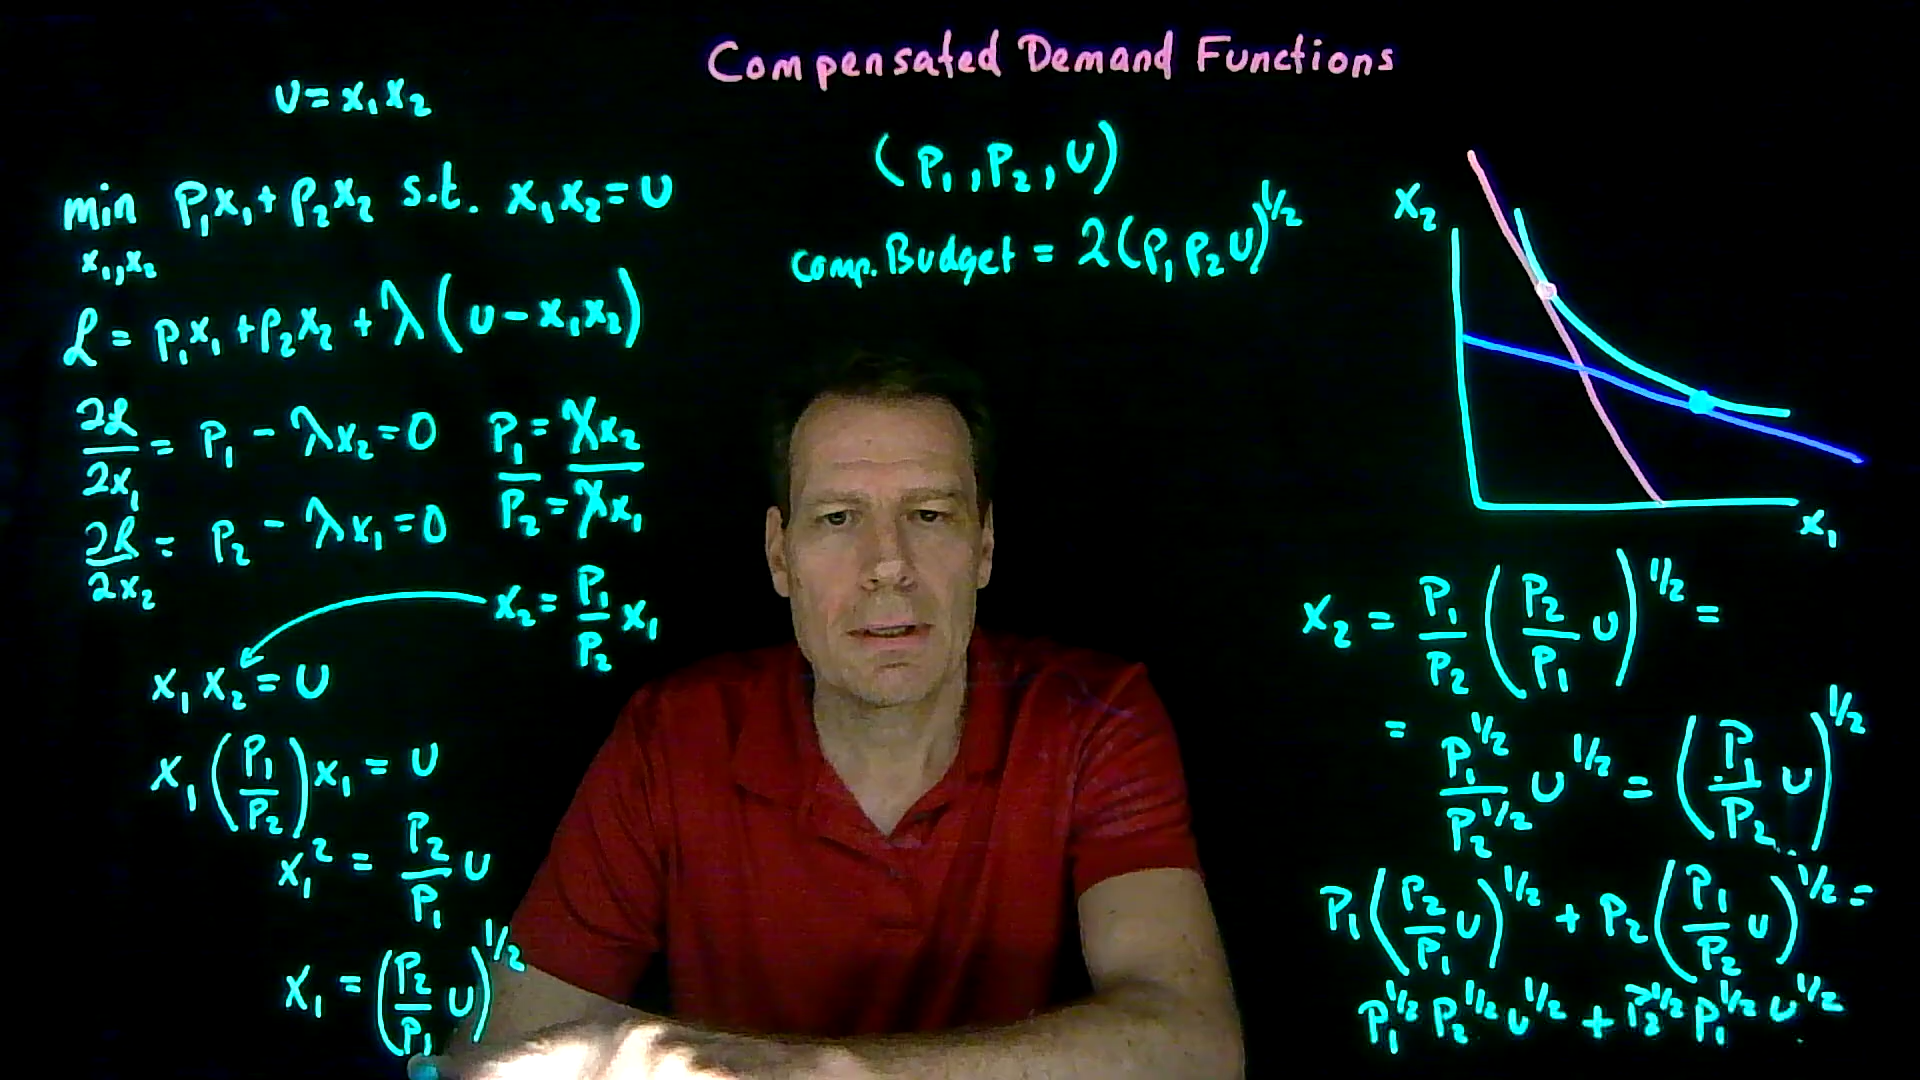 Compensated Demand Functions
U = x₁x₂
min P₁x₁ + P₂x₂ s.t. x₁x₂ = U
x₁,x₂
ℒ = P₁x₁ + P₂x₂ + λ(U − x₁x₂)
∂ℒ/∂x₁ = P₁ − λx₂ = 0
∂ℒ/∂x₂ = P₂ − λx₁ = 0
P₁ = λx₂
P₂ = λx₁
x₂ = P₁/P₂ x₁
x₁x₂ = U
x₁(P₁/P₂)x₁ = U
x₁² = P₂/P₁ U
x₁ = (P₂/P₁ U)^1/2
(P₁, P₂, U)
Comp. Budget = 2(P₁P₂U)^1/2
x₂
x₁
x₂ = P₁/P₂ (P₂/P₁ U)^1/2 =
= P₁^1/2/P₂^1/2 U^1/2 = (P₁/P₂ U)^1/2
P₁(P₂/P₁ U)^1/2 + P₂(P₁/P₂ U)^1/2 =
P₁^1/2 P₂^1/2 U^1/2 + P₂^1/2 P₁^1/2 U^1/2